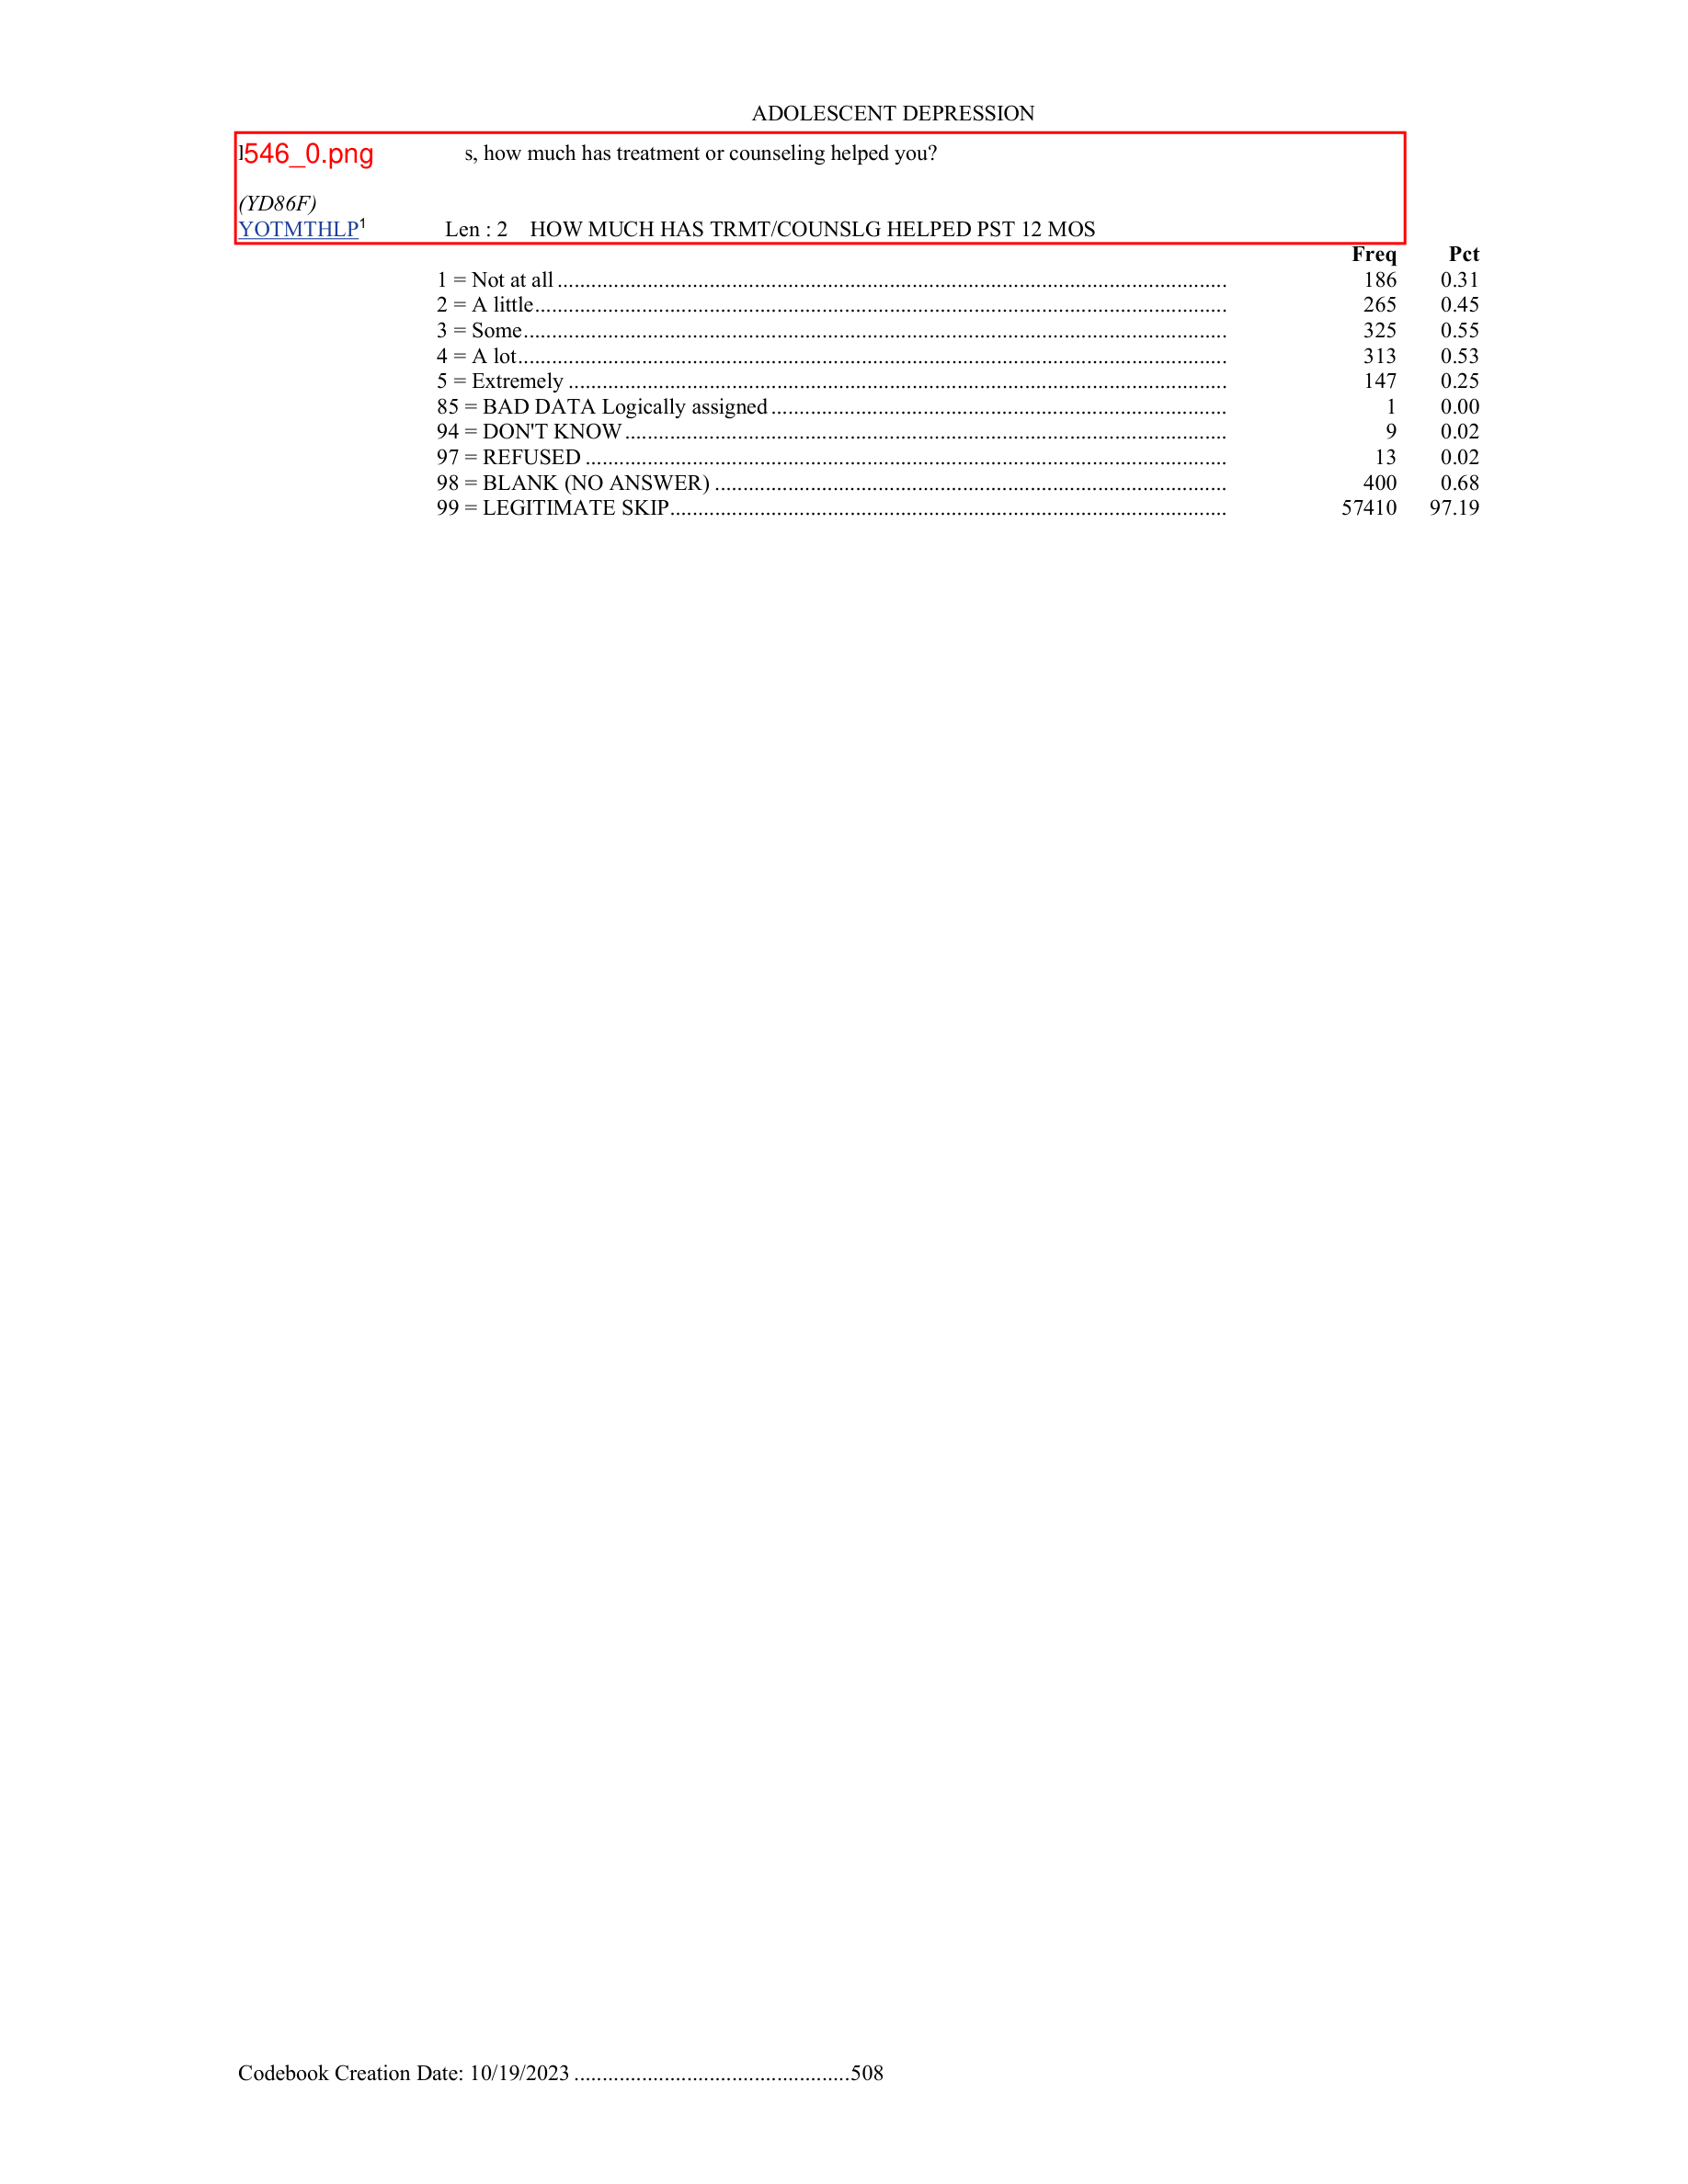 ADOLESCENT DEPRESSION
546_0.png s, how much has treatment or counseling helped you?
(YD86F)
YOTMTHLP¹ Len : 2 HOW MUCH HAS TRMT/COUNSLG HELPED PST 12 MOS
Freq Pct
1 = Not at all ........................................ 186 0.31
2 = A little ........................................ 265 0.45
3 = Some ........................................ 325 0.55
4 = A lot ........................................ 313 0.53
5 = Extremely ........................................ 147 0.25
85 = BAD DATA Logically assigned ........................................ 1 0.00
94 = DON'T KNOW ........................................ 9 0.02
97 = REFUSED ........................................ 13 0.02
98 = BLANK (NO ANSWER) ........................................ 400 0.68
99 = LEGITIMATE SKIP ........................................ 57410 97.19
Codebook Creation Date: 10/19/2023 ........................................ 508